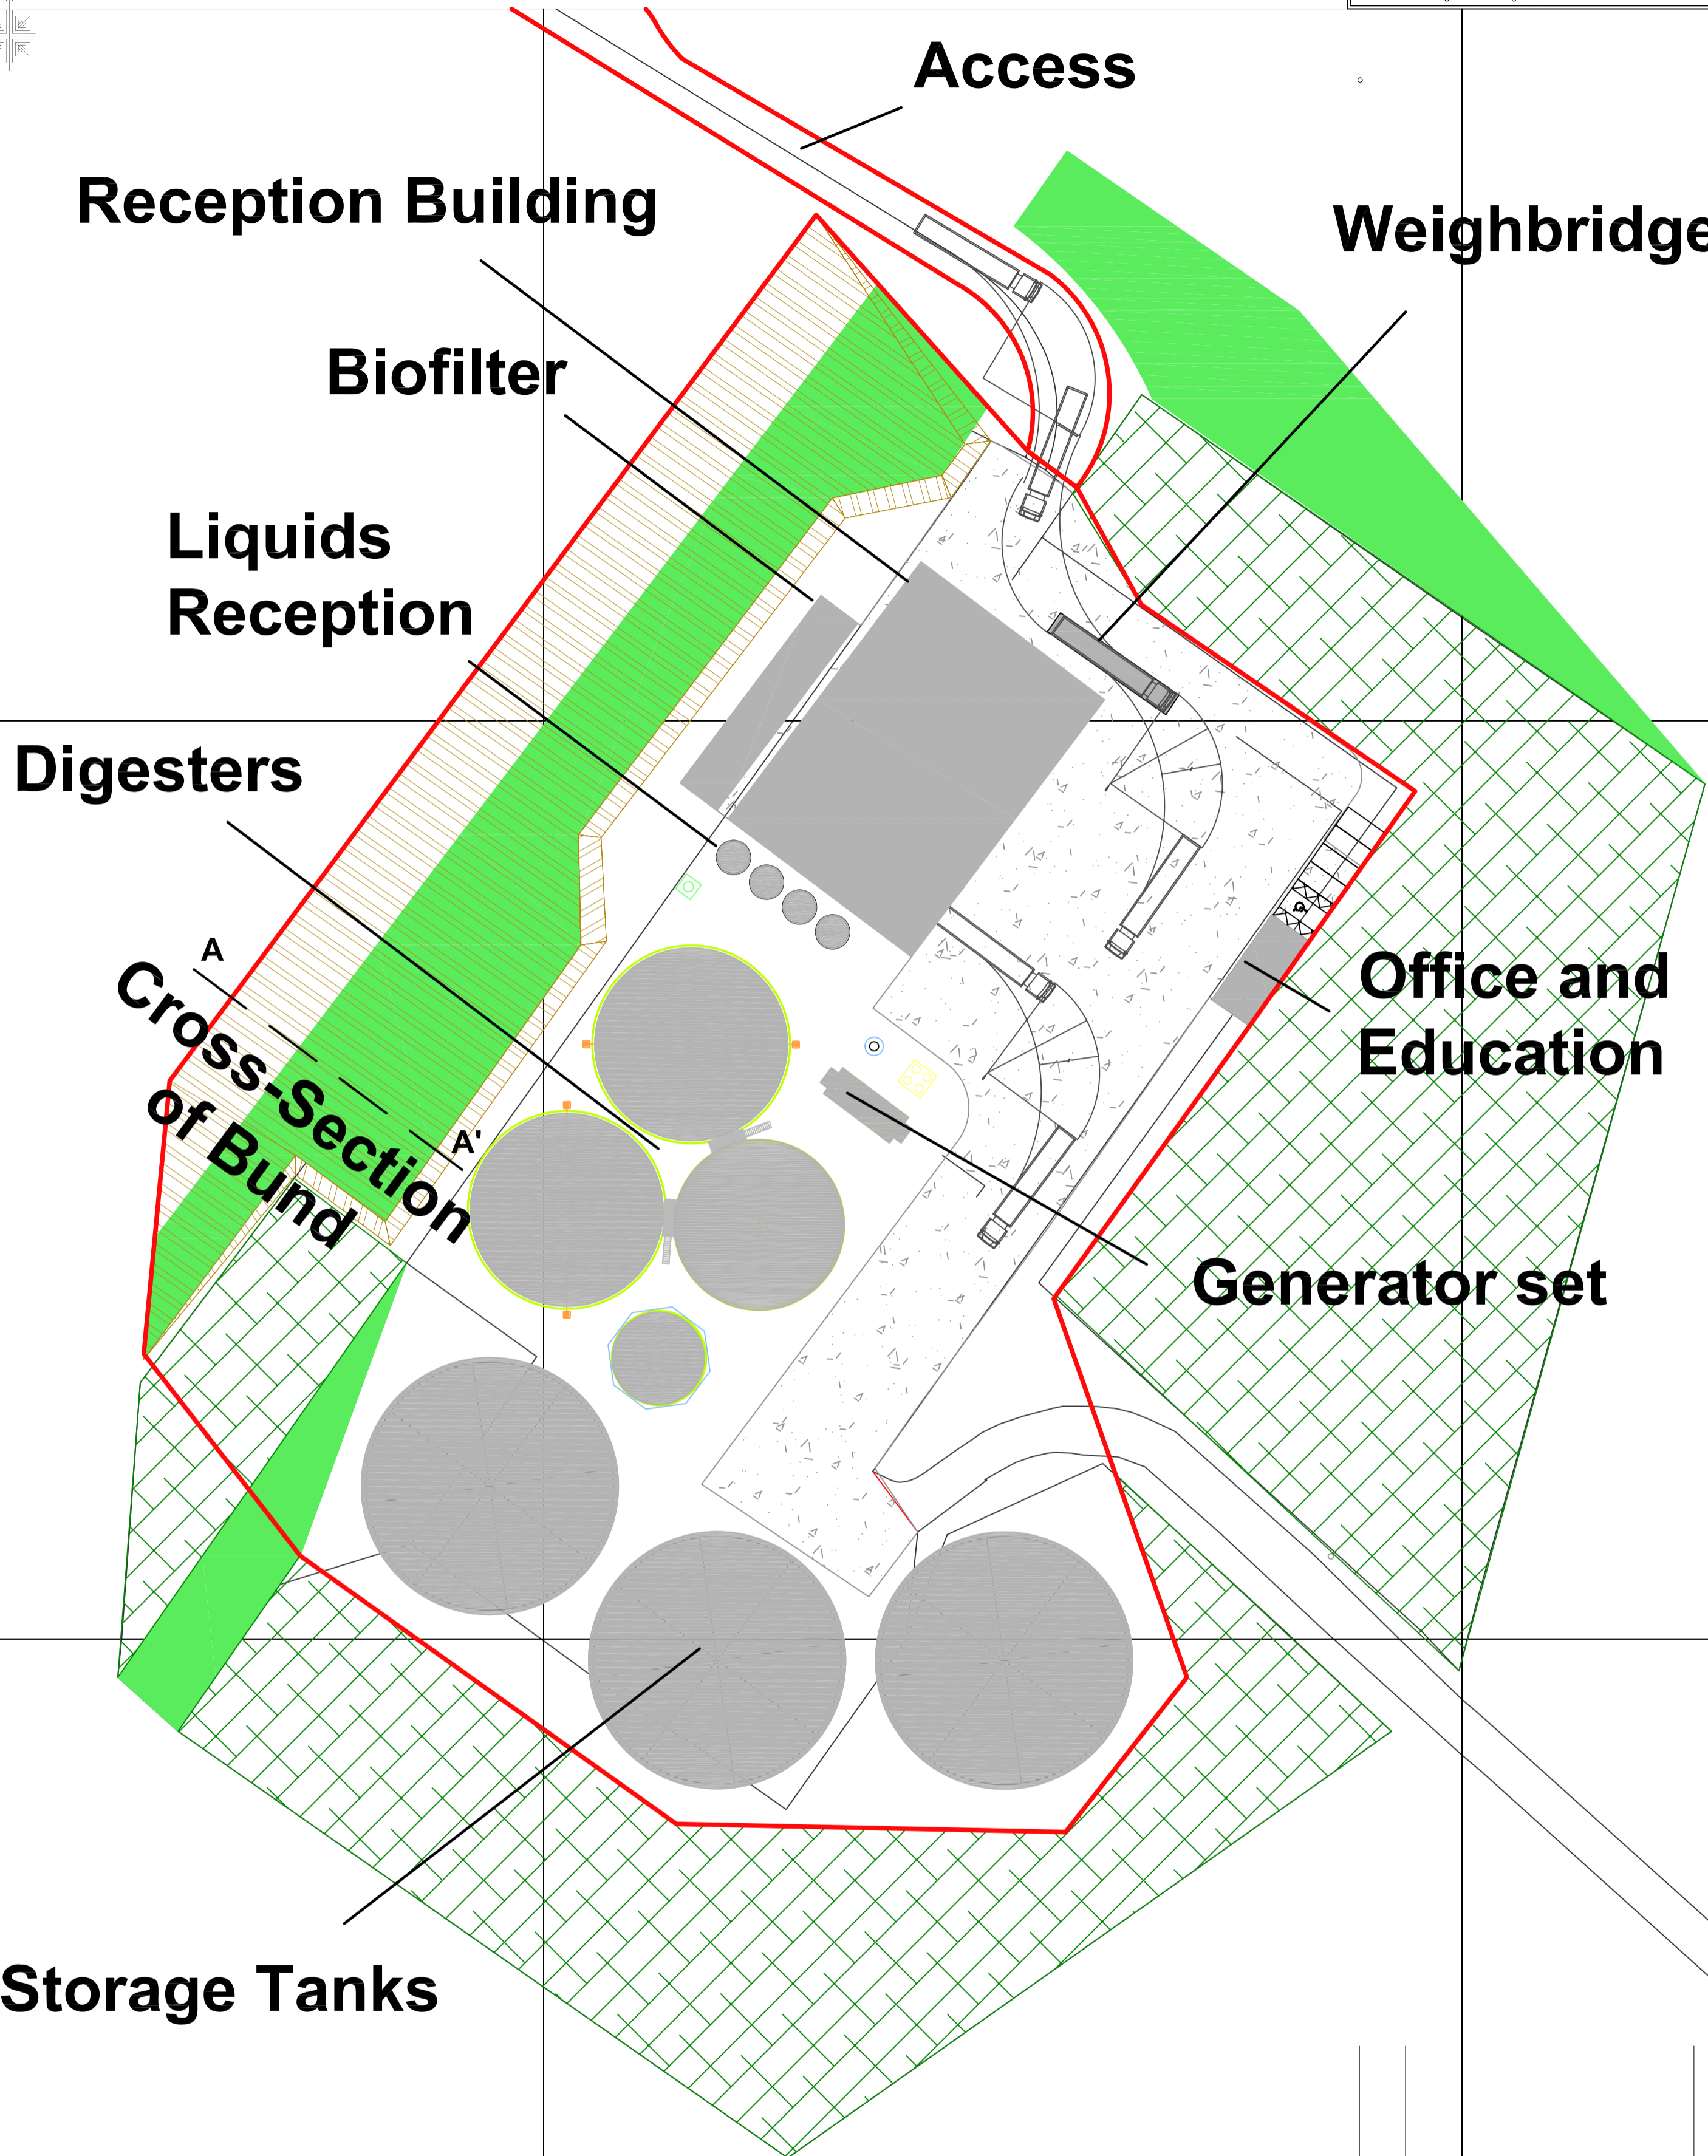 Access
Reception Building
Weighbridge
Biofilter
Liquids
Reception
Digesters
A
Cross-Section
of Bund
A'
Office and
Education
Generator set
Storage Tanks